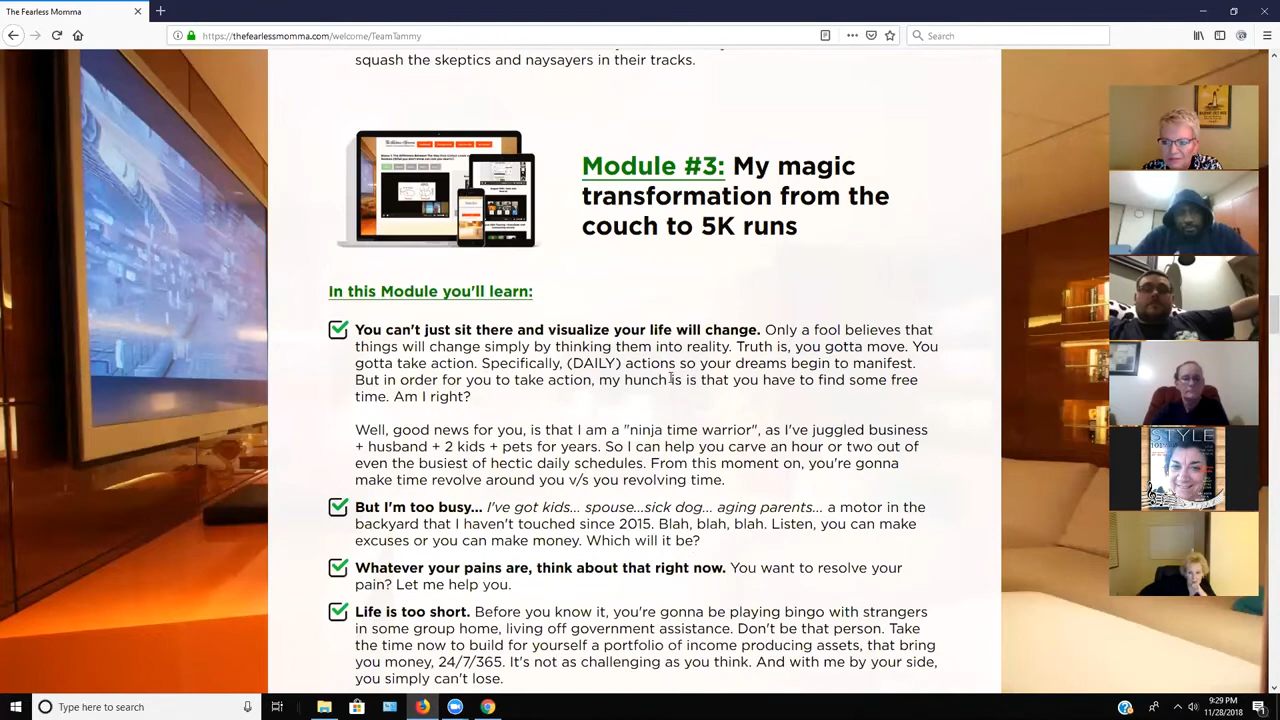 The Fearless Momma
https://thefearlessmomma.com/welcome/TeamTammy
Search
squash the skeptics and naysayers in their tracks.
Module #3: My magic
transformation from the
couch to 5K runs
In this Module you'll learn:
You can't just sit there and visualize your life will change. Only a fool believes that
things will change simply by thinking them into reality. Truth is, you gotta move. You
gotta take action. Specifically, (DAILY) actions so your dreams begin to manifest.
But in order for you to take action, my hunch is is that you have to find some free
time. Am I right?
Well, good news for you, is that I am a "ninja time warrior", as I've juggled business
+ husband + 2 kids + pets for years. So I can help you carve an hour or two out of
even the busiest of hectic daily schedules. From this moment on, you're gonna
make time revolve around you v/s you revolving time.
But I'm too busy... I've got kids... spouse...sick dog... aging parents... a motor in the
backyard that I haven't touched since 2015. Blah, blah, blah. Listen, you can make
excuses or you can make money. Which will it be?
Whatever your pains are, think about that right now. You want to resolve your
pain? Let me help you.
Life is too short. Before you know it, you're gonna be playing bingo with strangers
in some group home, living off government assistance. Don't be that person. Take
the time now to build for yourself a portfolio of income producing assets, that bring
you money, 24/7/365. It's not as challenging as you think. And with me by your side,
you simply can't lose.
STYLE
Type here to search
9:29 PM
11/28/2018